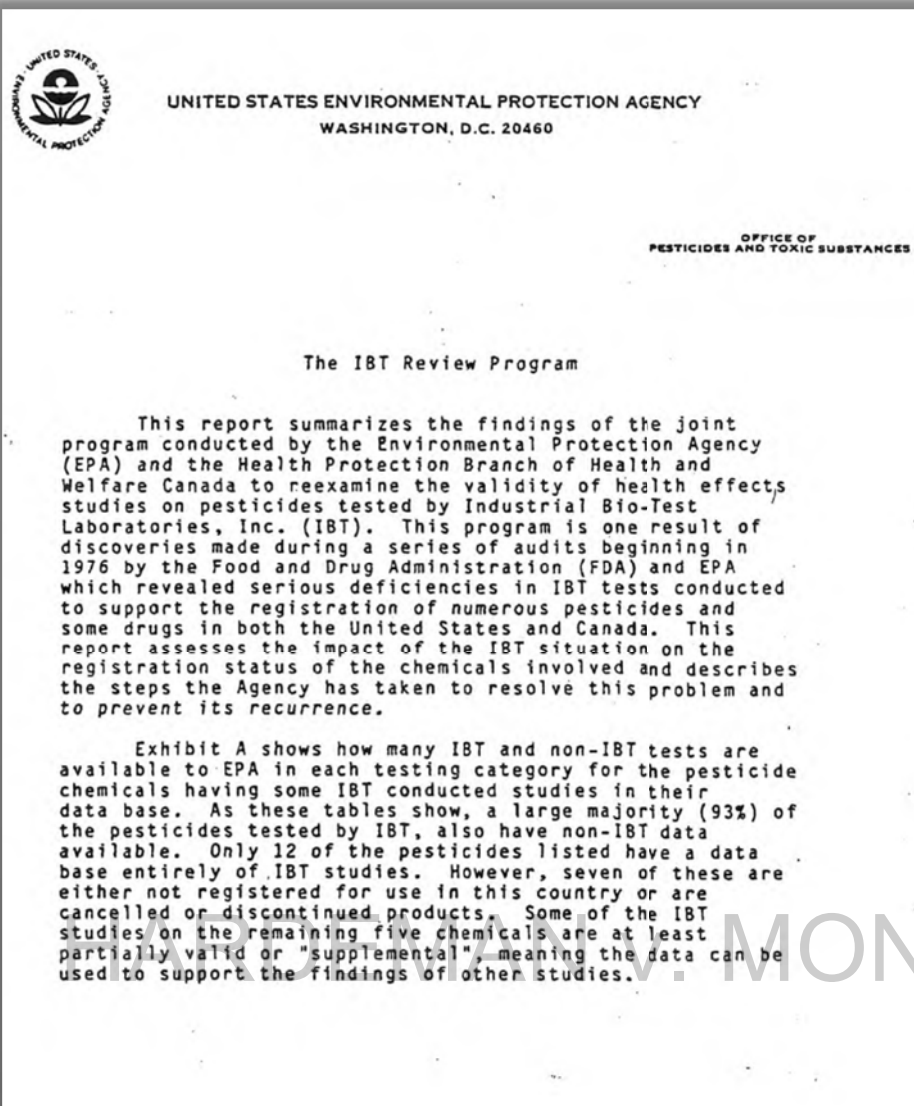 UNITED STATES ENVIRONMENTAL PROTECTION AGENCY
UNITED STATES ENVIRONMENTAL PROTECTION AGENCY
WASHINGTON, D.C. 20460
OFFICE OF
PESTICIDES AND TOXIC SUBSTANCES
The IBT Review Program
This report summarizes the findings of the joint
program conducted by the Environmental Protection Agency
(EPA) and the Health Protection Branch of Health and
Welfare Canada to reexamine the validity of health effects
studies on pesticides tested by Industrial Bio-Test
Laboratories, Inc. (IBT). This program is one result of
discoveries made during a series of audits beginning in
1976 by the Food and Drug Administration (FDA) and EPA
which revealed serious deficiencies in IBT tests conducted
to support the registration of numerous pesticides and
some drugs in both the United States and Canada. This
report assesses the impact of the IBT situation on the
registration status of the chemicals involved and describes
the steps the Agency has taken to resolve this problem and
to prevent its recurrence.
Exhibit A shows how many IBT and non-IBT tests are
available to EPA in each testing category for the pesticide
chemicals having some IBT conducted studies in their
data base. As these tables show, a large majority (93%) of
the pesticides tested by IBT, also have non-IBT data
available. Only 12 of the pesticides listed have a data
base entirely of IBT studies. However, seven of these are
either not registered for use in this country or are
cancelled or discontinued products. Some of the IBT
studies on the remaining five chemicals are at least
partially valid or "supplemental", meaning the data can be
used to support the findings of other studies.
HARDEMAN V. MON